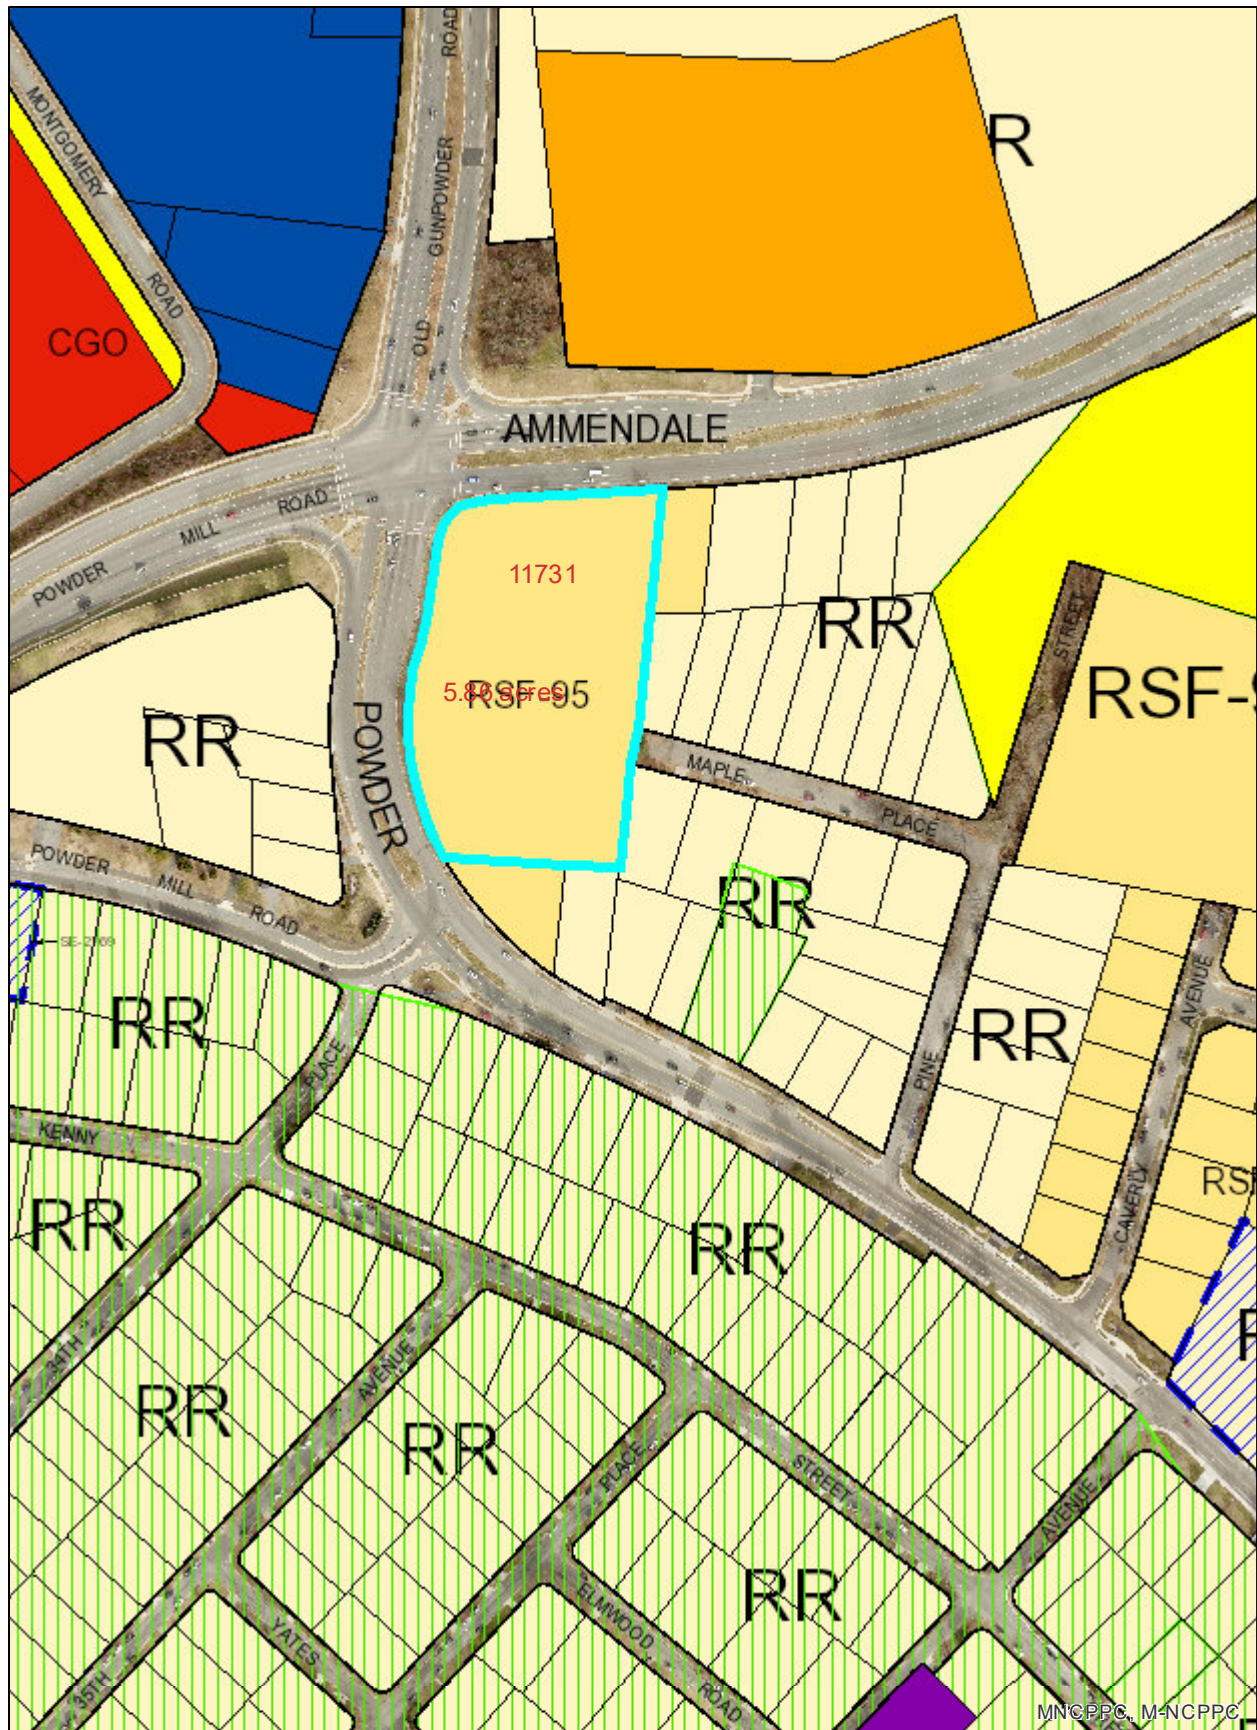 ROAD
MONTGOMERY
R
GUNPOWDER
ROAD
CGO
OLD
AMMENDALE
ROAD
MILL
POWDER
11731
STREET
RR
RSF-95
5.86 acres
RSF-9
RR
POWDER
MAPLE
PLACE
POWDER
MILL
ROAD
RR
AVENUE
RR
PLACE
RR
PINE
KENNY
CAVERLY
RSF
RR
RR
34TH
AVENUE
RR
RR
PLACE
STREET
AVENUE
RR
ELMWOOD
YATES
35TH
ROAD
MNCPPC, M-NCPPC